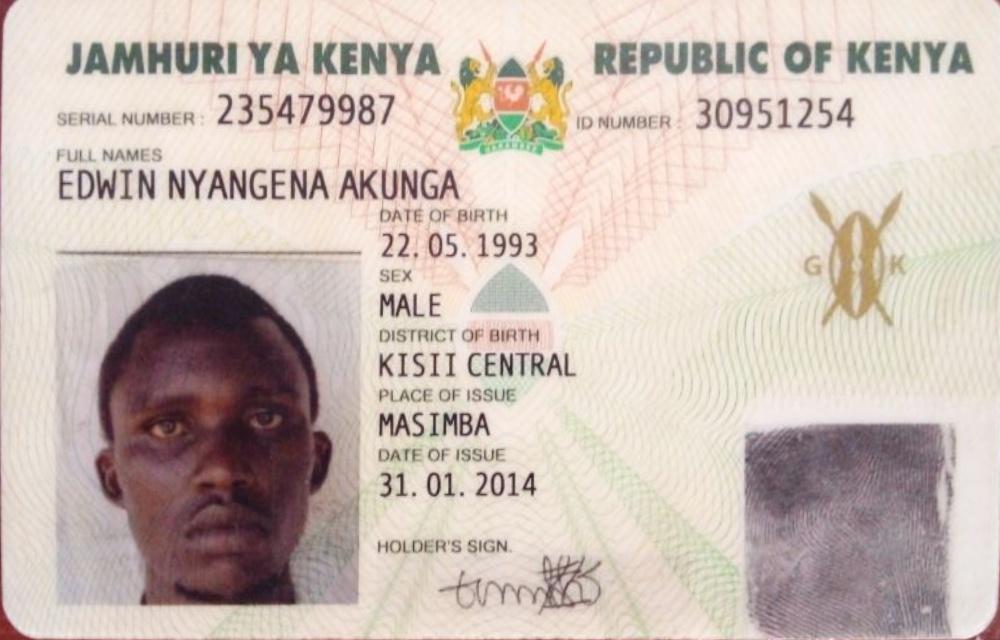 JAMHURI YA KENYA REPUBLIC OF KENYA
SERIAL NUMBER : 235479987 ID NUMBER : 30951254
FULL NAMES
EDWIN NYANGENA AKUNGA
DATE OF BIRTH
22. 05. 1993
SEX
MALE
G K
DISTRICT OF BIRTH
KISII CENTRAL
PLACE OF ISSUE
MASIMBA
DATE OF ISSUE
31. 01. 2014
HOLDER'S SIGN.